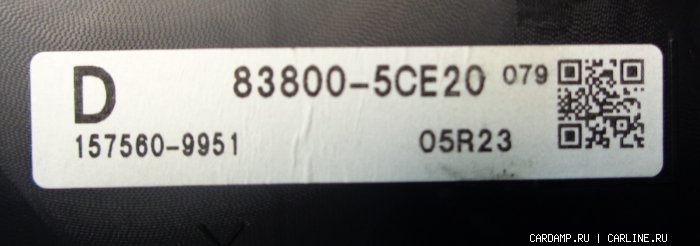 D 83800-5CE20 079
157560-9951 05R23
CARDAMP.RU | CARLINE.RU